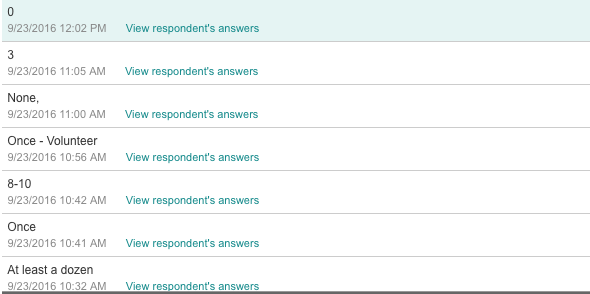 0
9/23/2016 12:02 PM View respondent's answers
3
9/23/2016 11:05 AM View respondent's answers
None,
9/23/2016 11:00 AM View respondent's answers
Once - Volunteer
9/23/2016 10:56 AM View respondent's answers
8-10
9/23/2016 10:42 AM View respondent's answers
Once
9/23/2016 10:41 AM View respondent's answers
At least a dozen
9/23/2016 10:32 AM View respondent's answers